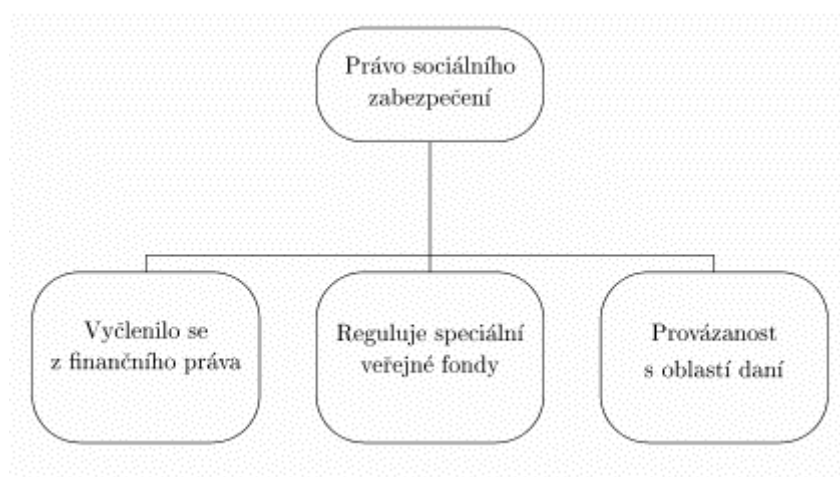 Právo sociálního
zabezpečení
Vyčlenilo se
z finančního práva
Reguluje speciální
veřejné fondy
Provázanost
s oblastí daní